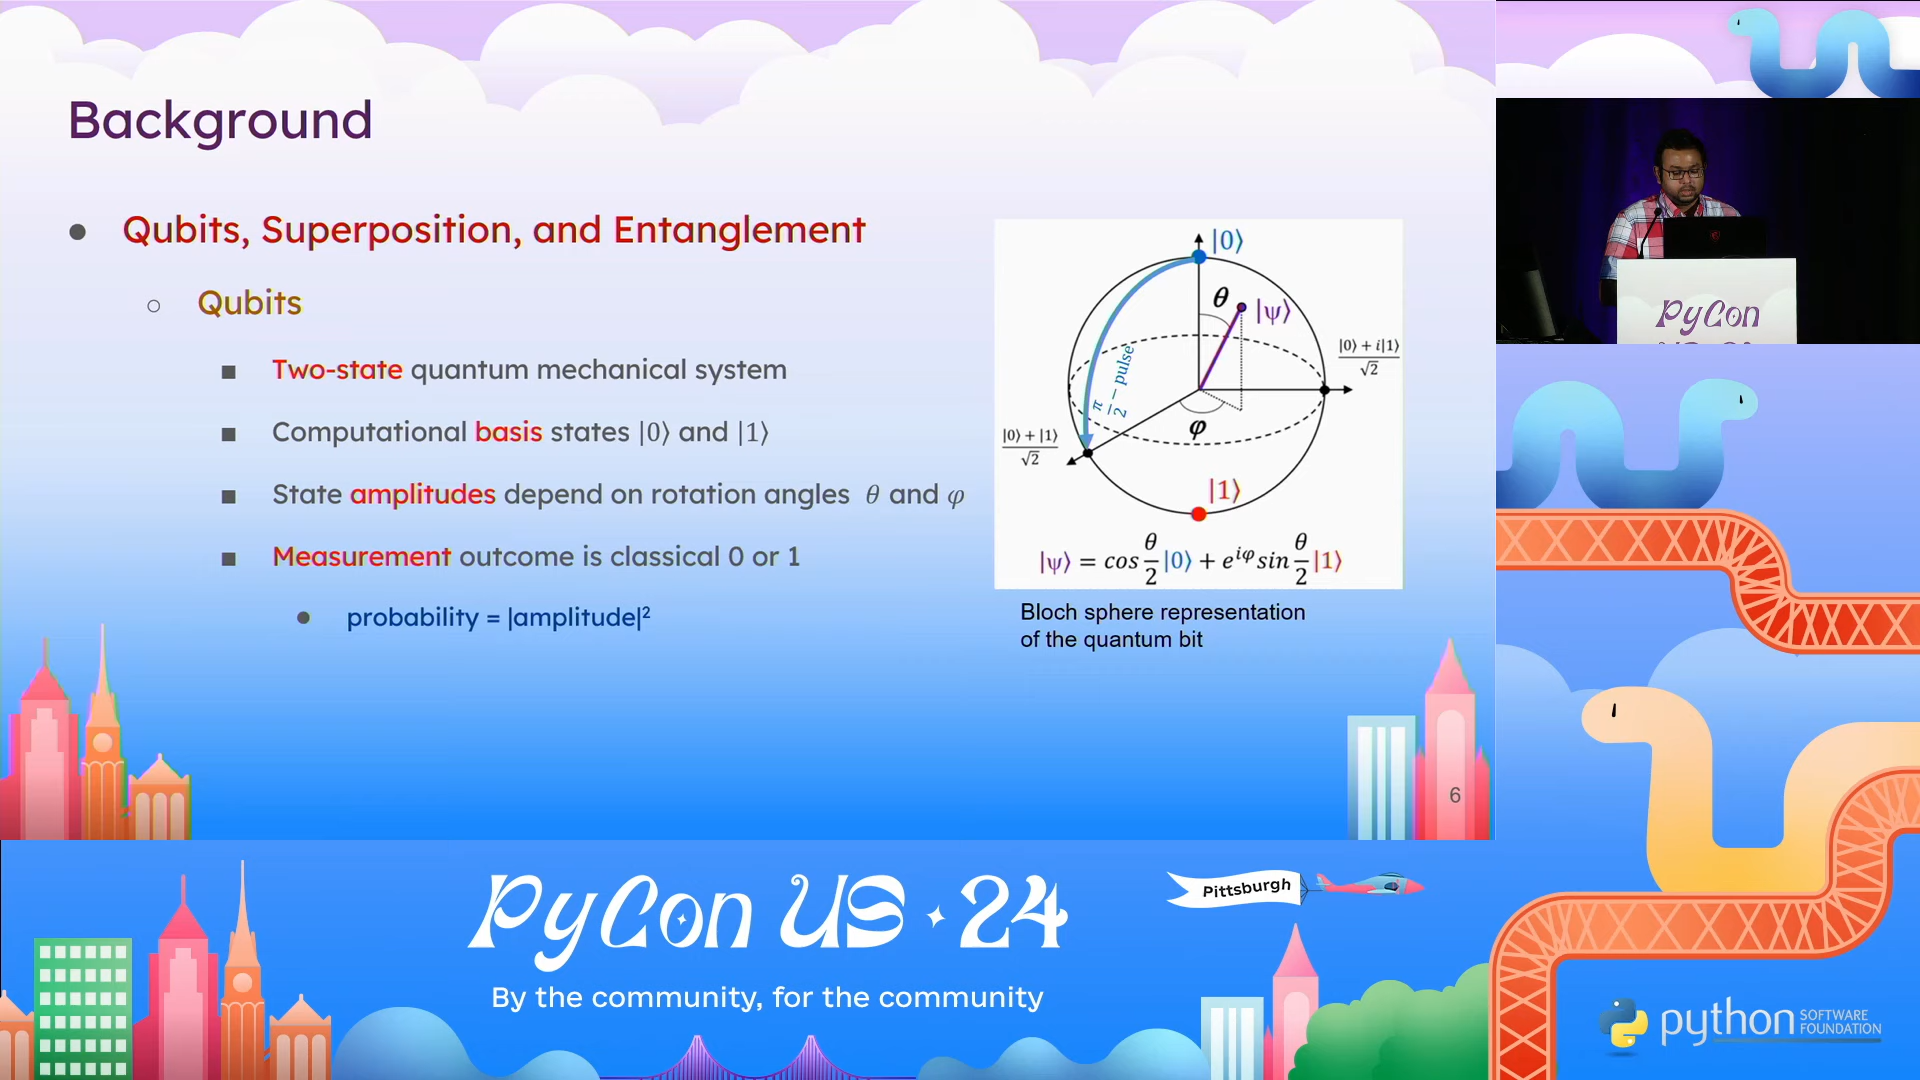 Background
● Qubits, Superposition, and Entanglement
○ Qubits
■ Two-state quantum mechanical system
■ Computational basis states |0⟩ and |1⟩
■ State amplitudes depend on rotation angles θ and φ
■ Measurement outcome is classical 0 or 1
● probability = |amplitude|²
|0⟩
θ
|ψ⟩
|0⟩ + i|1⟩
√2
π/2 − pulse
φ
|0⟩ + |1⟩
√2
|1⟩
|ψ⟩ = cos θ/2 |0⟩ + e^{iφ} sin θ/2 |1⟩
Bloch sphere representation
of the quantum bit
6
PyCon
PyCon US 24
Pittsburgh
By the community, for the community
python SOFTWARE
FOUNDATION